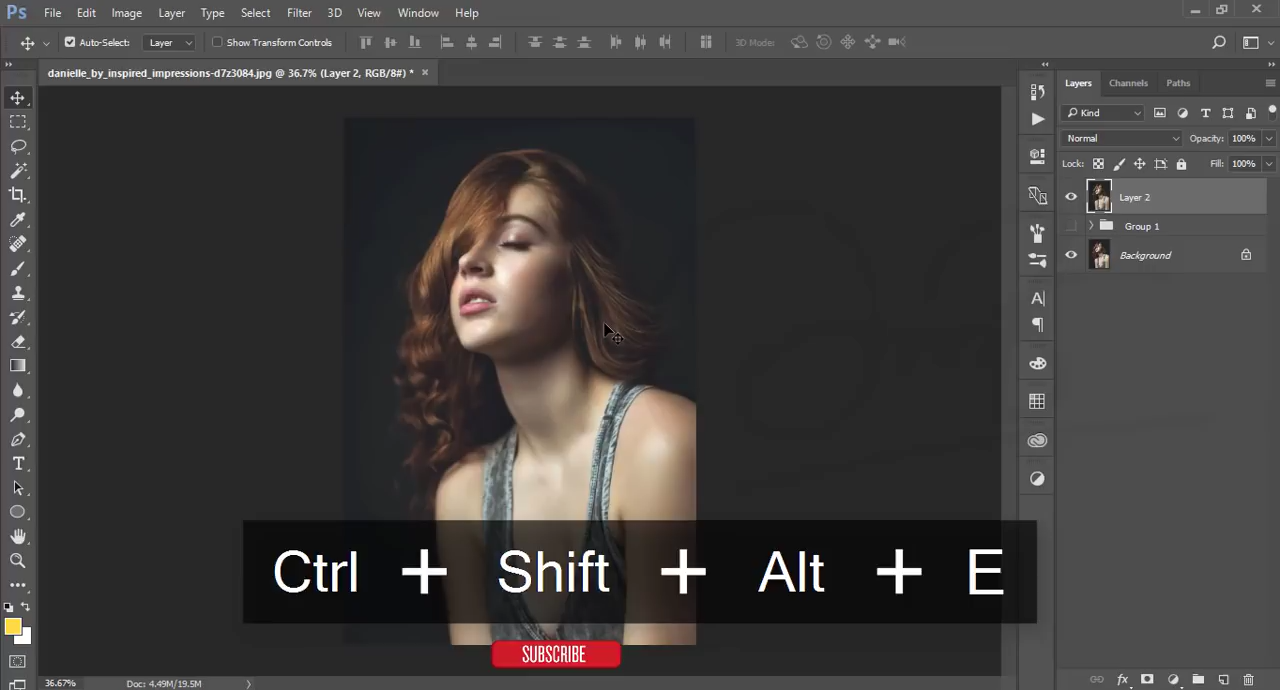 Ps File Edit Image Layer Type Select Filter 3D View Window Help
Auto-Select: Layer Show Transform Controls 3D Mode:
danielle_by_inspired_impressions-d7z3084.jpg @ 36.7% (Layer 2, RGB/8#) * ×
Layers Channels Paths
Kind
Normal Opacity: 100%
Lock: Fill: 100%
Layer 2
Group 1
Background
Ctrl + Shift + Alt + E
SUBSCRIBE
36.67% Doc: 4.49M/19.5M